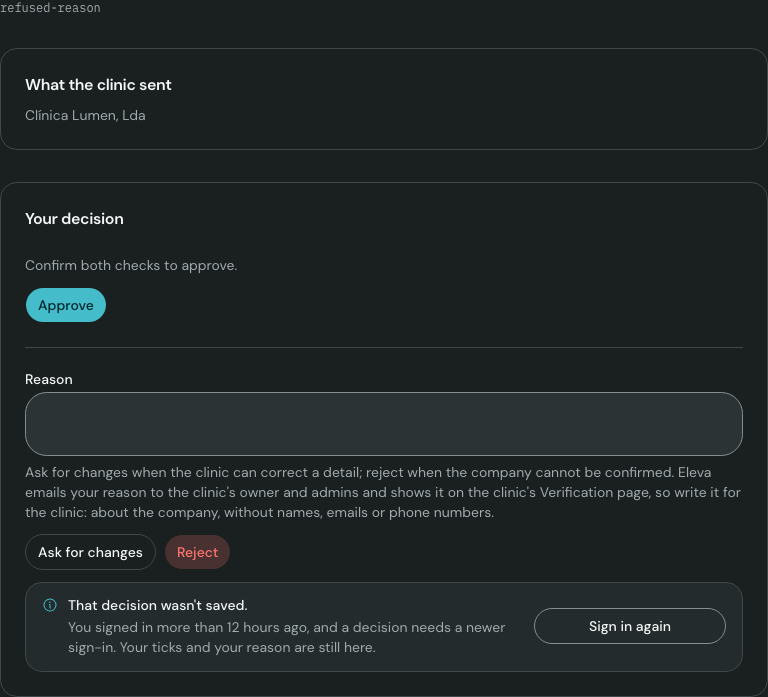 refused-reason
What the clinic sent
Clínica Lumen, Lda
Your decision
Confirm both checks to approve.
Approve
Reason
Ask for changes when the clinic can correct a detail; reject when the company cannot be confirmed. Eleva
emails your reason to the clinic's owner and admins and shows it on the clinic's Verification page, so write it for
the clinic: about the company, without names, emails or phone numbers.
Ask for changes
Reject
That decision wasn't saved.
You signed in more than 12 hours ago, and a decision needs a newer
sign-in. Your ticks and your reason are still here.
Sign in again